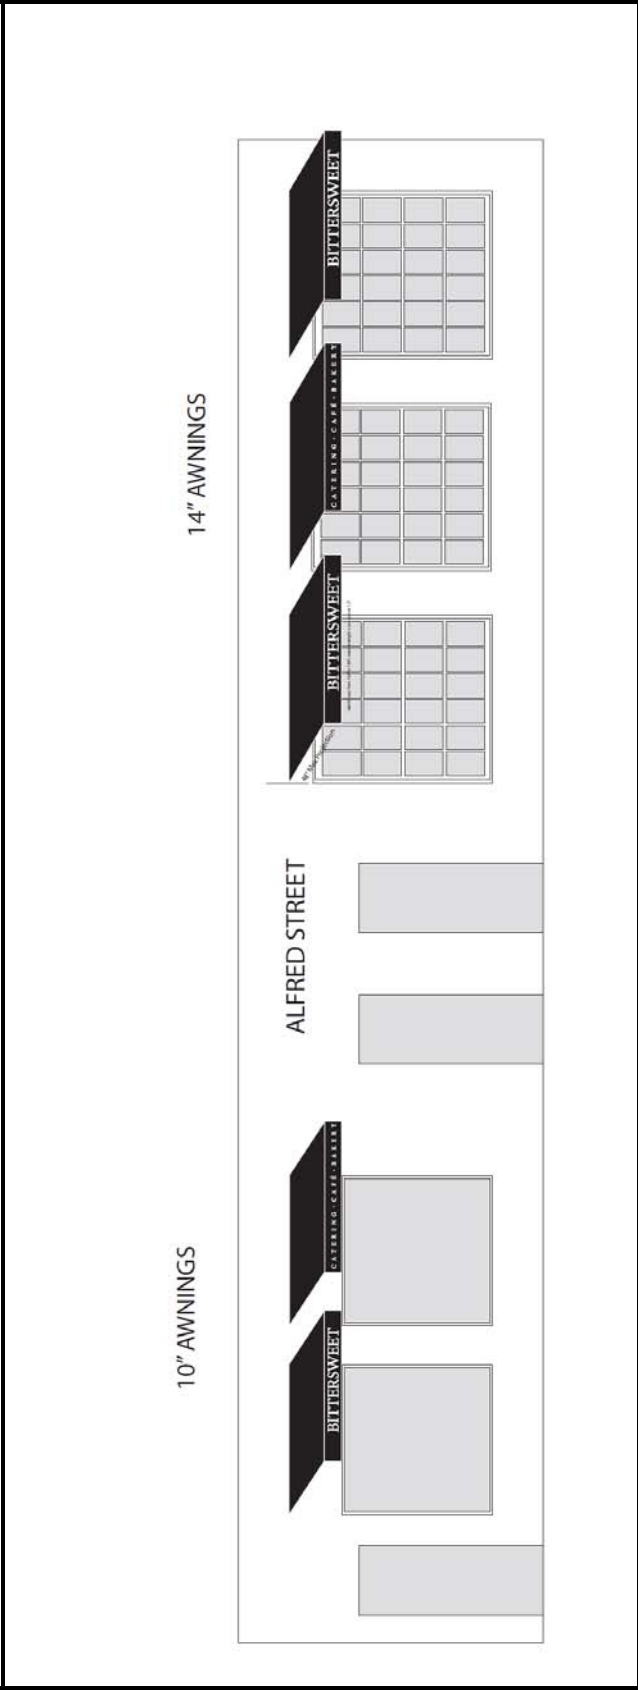 10" AWNINGS
14" AWNINGS
ALFRED STREET
BITTERSWEET
CATERING · CAFÉ · BAKERY
BITTERSWEET
CATERING · CAFÉ · BAKERY
BITTERSWEET